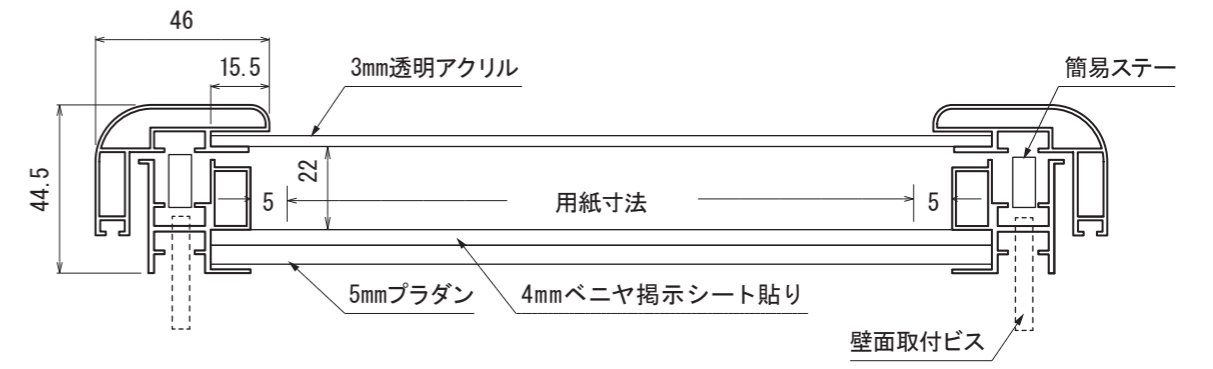 46
15.5
3mm透明アクリル
簡易ステー
44.5
22
5
用紙寸法
5
5mmプラダン
4mmベニヤ掲示シート貼り
壁面取付ビス